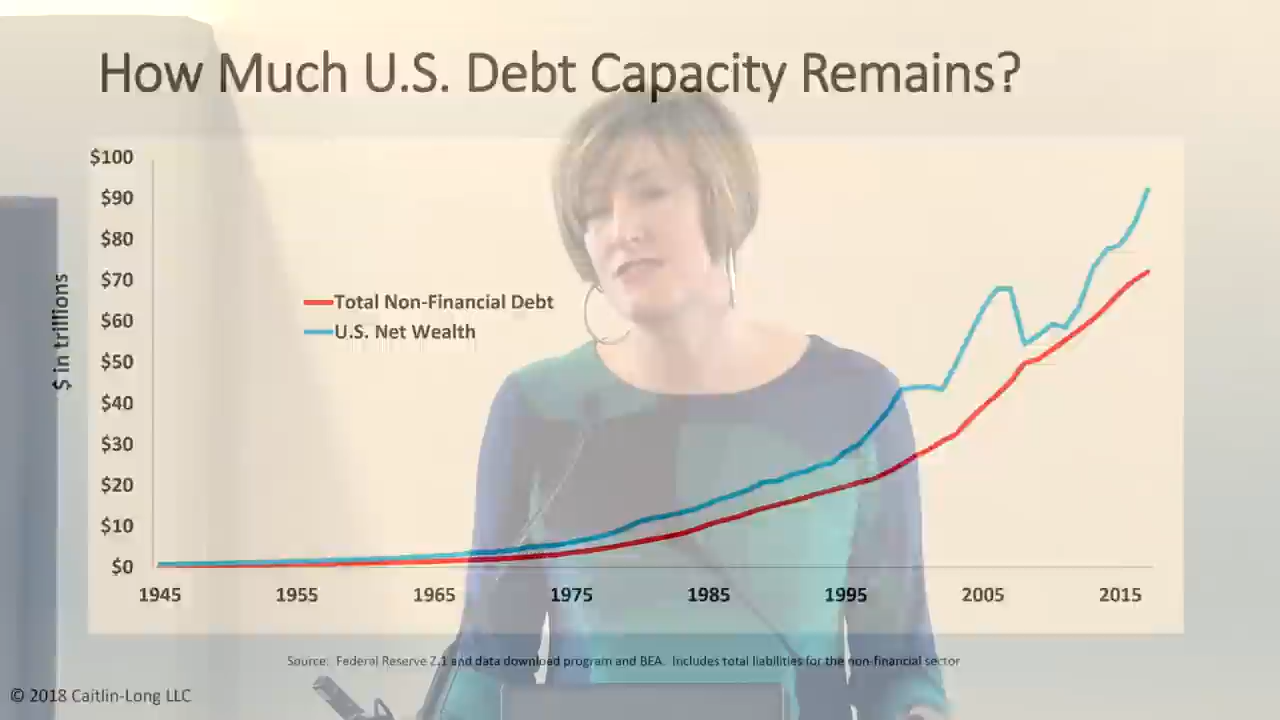 How Much U.S. Debt Capacity Remains?
$100
$90
$80
$70
$60
$50
$40
$30
$20
$10
$0
$ in trillions
Total Non-Financial Debt
U.S. Net Wealth
1945 1955 1965 1975 1985 1995 2005 2015
Source: Federal Reserve Z.1 and data download program and BEA. Includes total liabilities for the non-financial sector
© 2018 Caitlin-Long LLC